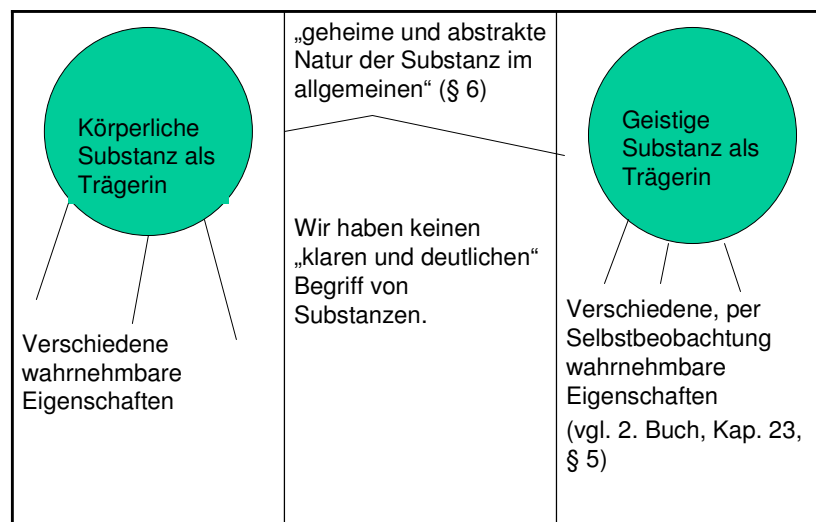 Körperliche
Substanz als
Trägerin
Verschiedene
wahrnehmbare
Eigenschaften
„geheime und abstrakte
Natur der Substanz im
allgemeinen“ (§ 6)
Wir haben keinen
„klaren und deutlichen“
Begriff von
Substanzen.
Geistige
Substanz als
Trägerin
Verschiedene, per
Selbstbeobachtung
wahrnehmbare
Eigenschaften
(vgl. 2. Buch, Kap. 23,
§ 5)